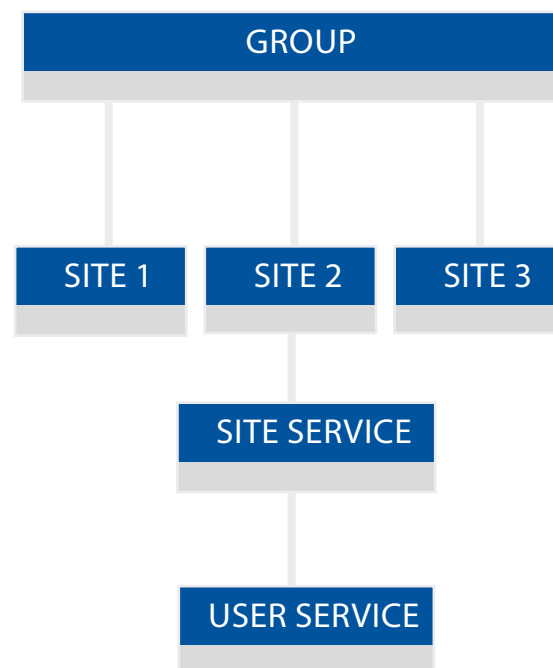 GROUP
SITE 1
SITE 2
SITE 3
SITE SERVICE
USER SERVICE